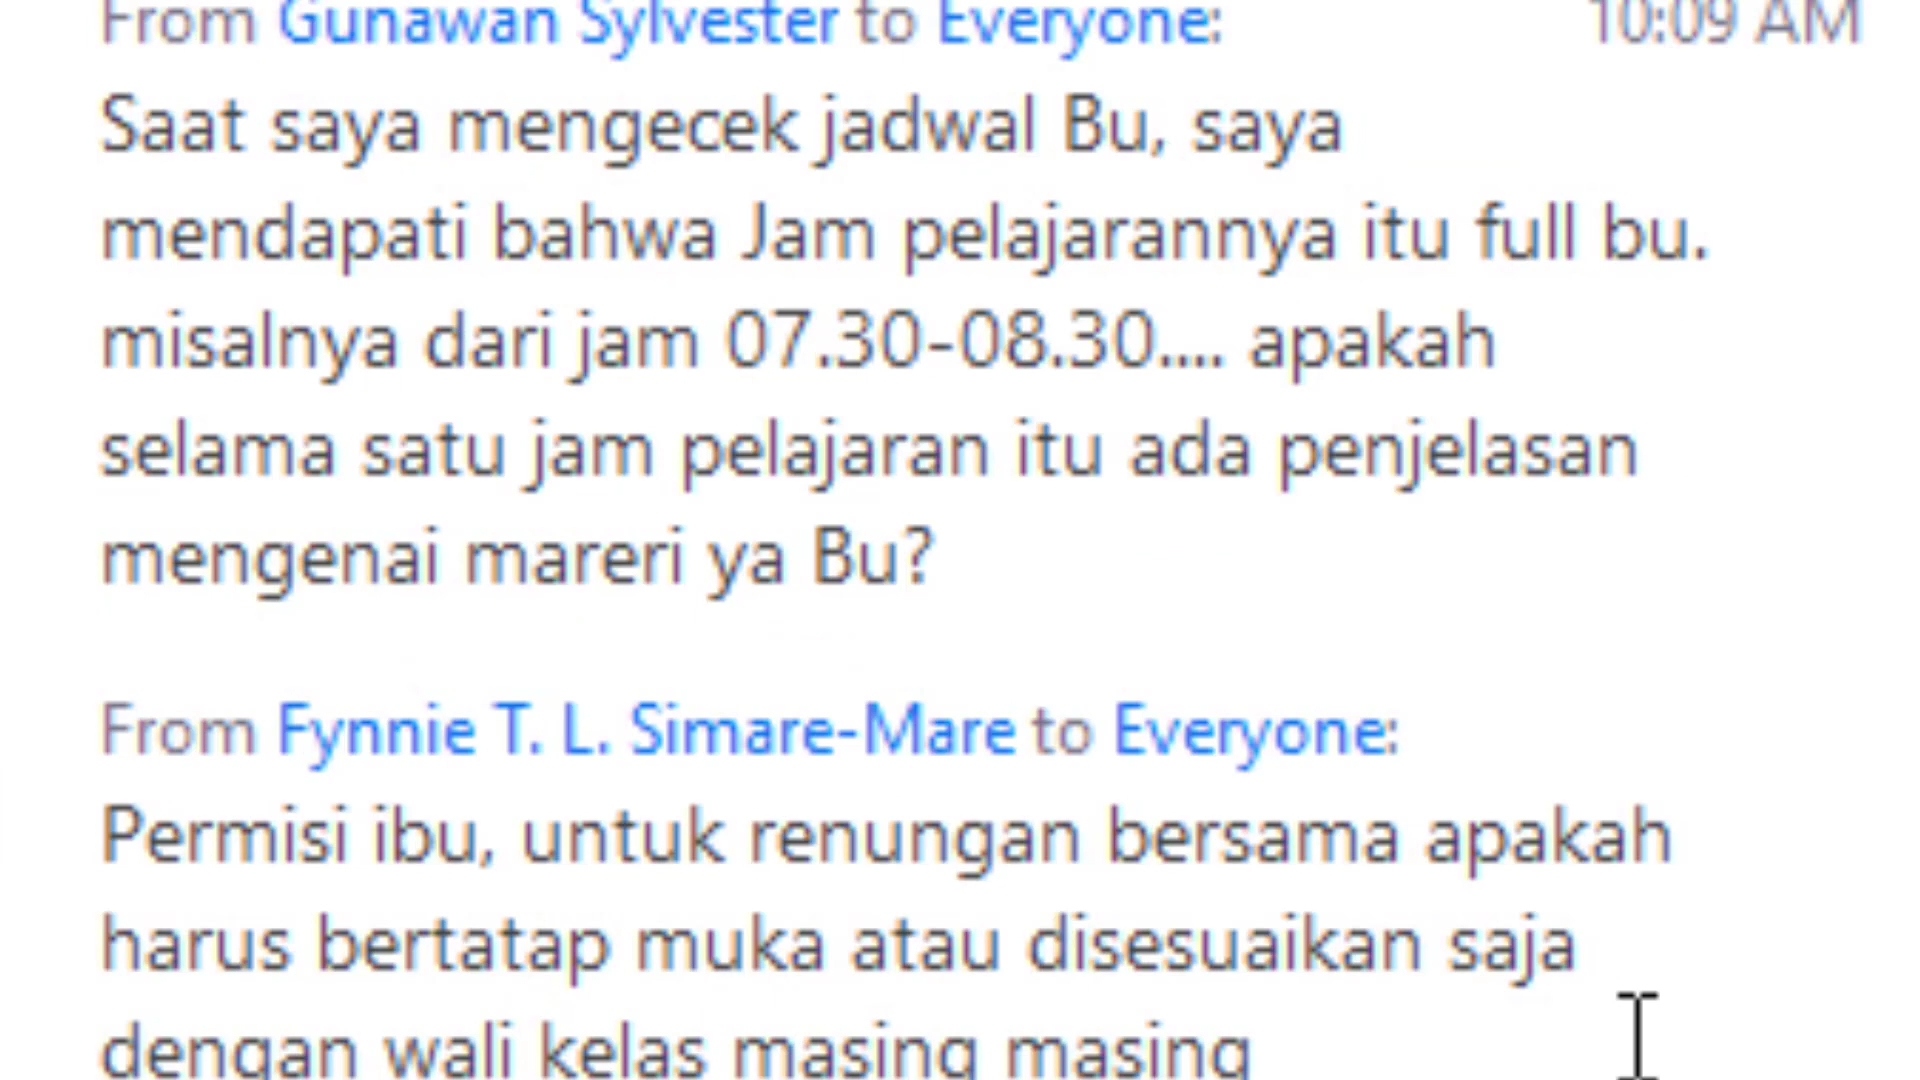 From Gunawan Sylvester to Everyone: 10:09 AM
Saat saya mengecek jadwal Bu, saya
mendapati bahwa Jam pelajarannya itu full bu.
misalnya dari jam 07.30-08.30.... apakah
selama satu jam pelajaran itu ada penjelasan
mengenai mareri ya Bu?
From Fynnie T. L. Simare-Mare to Everyone:
Permisi ibu, untuk renungan bersama apakah
harus bertatap muka atau disesuaikan saja
dengan wali kelas masing masing